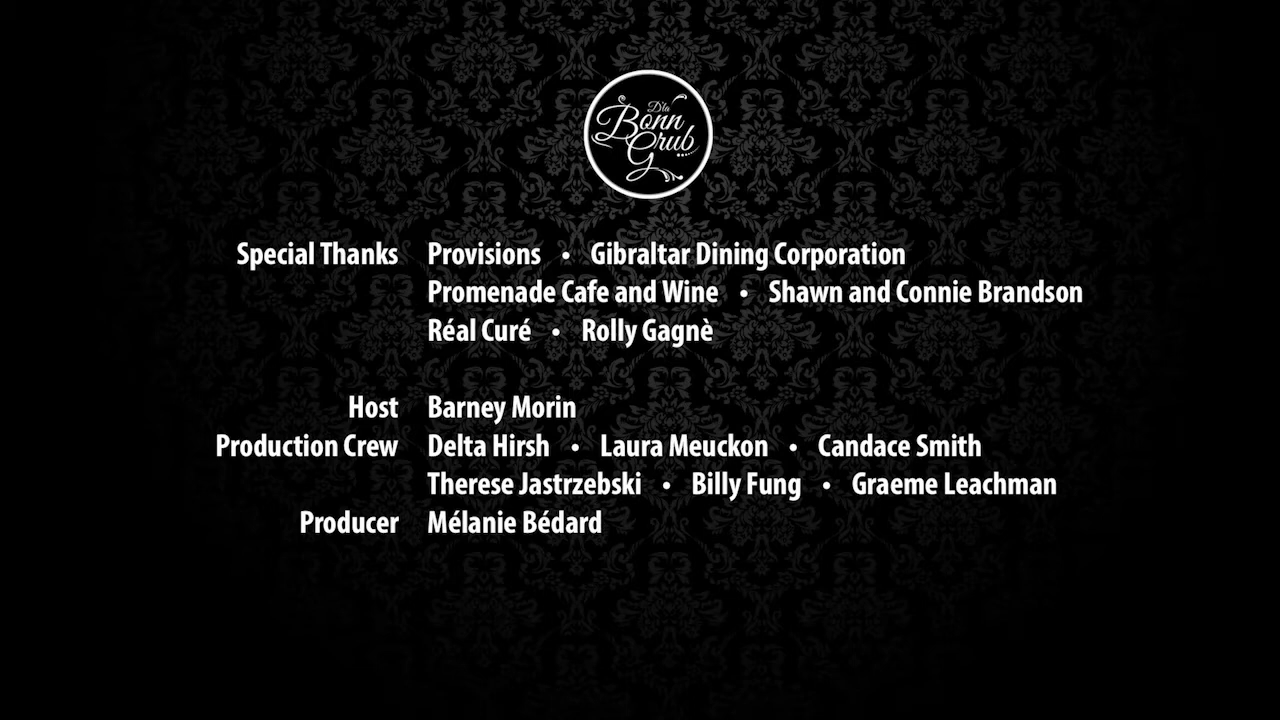 D'la
Bonn
Grub
Special Thanks Provisions • Gibraltar Dining Corporation
Promenade Cafe and Wine • Shawn and Connie Brandson
Réal Curé • Rolly Gagnè
Host Barney Morin
Production Crew Delta Hirsh • Laura Meuckon • Candace Smith
Therese Jastrzebski • Billy Fung • Graeme Leachman
Producer Mélanie Bédard